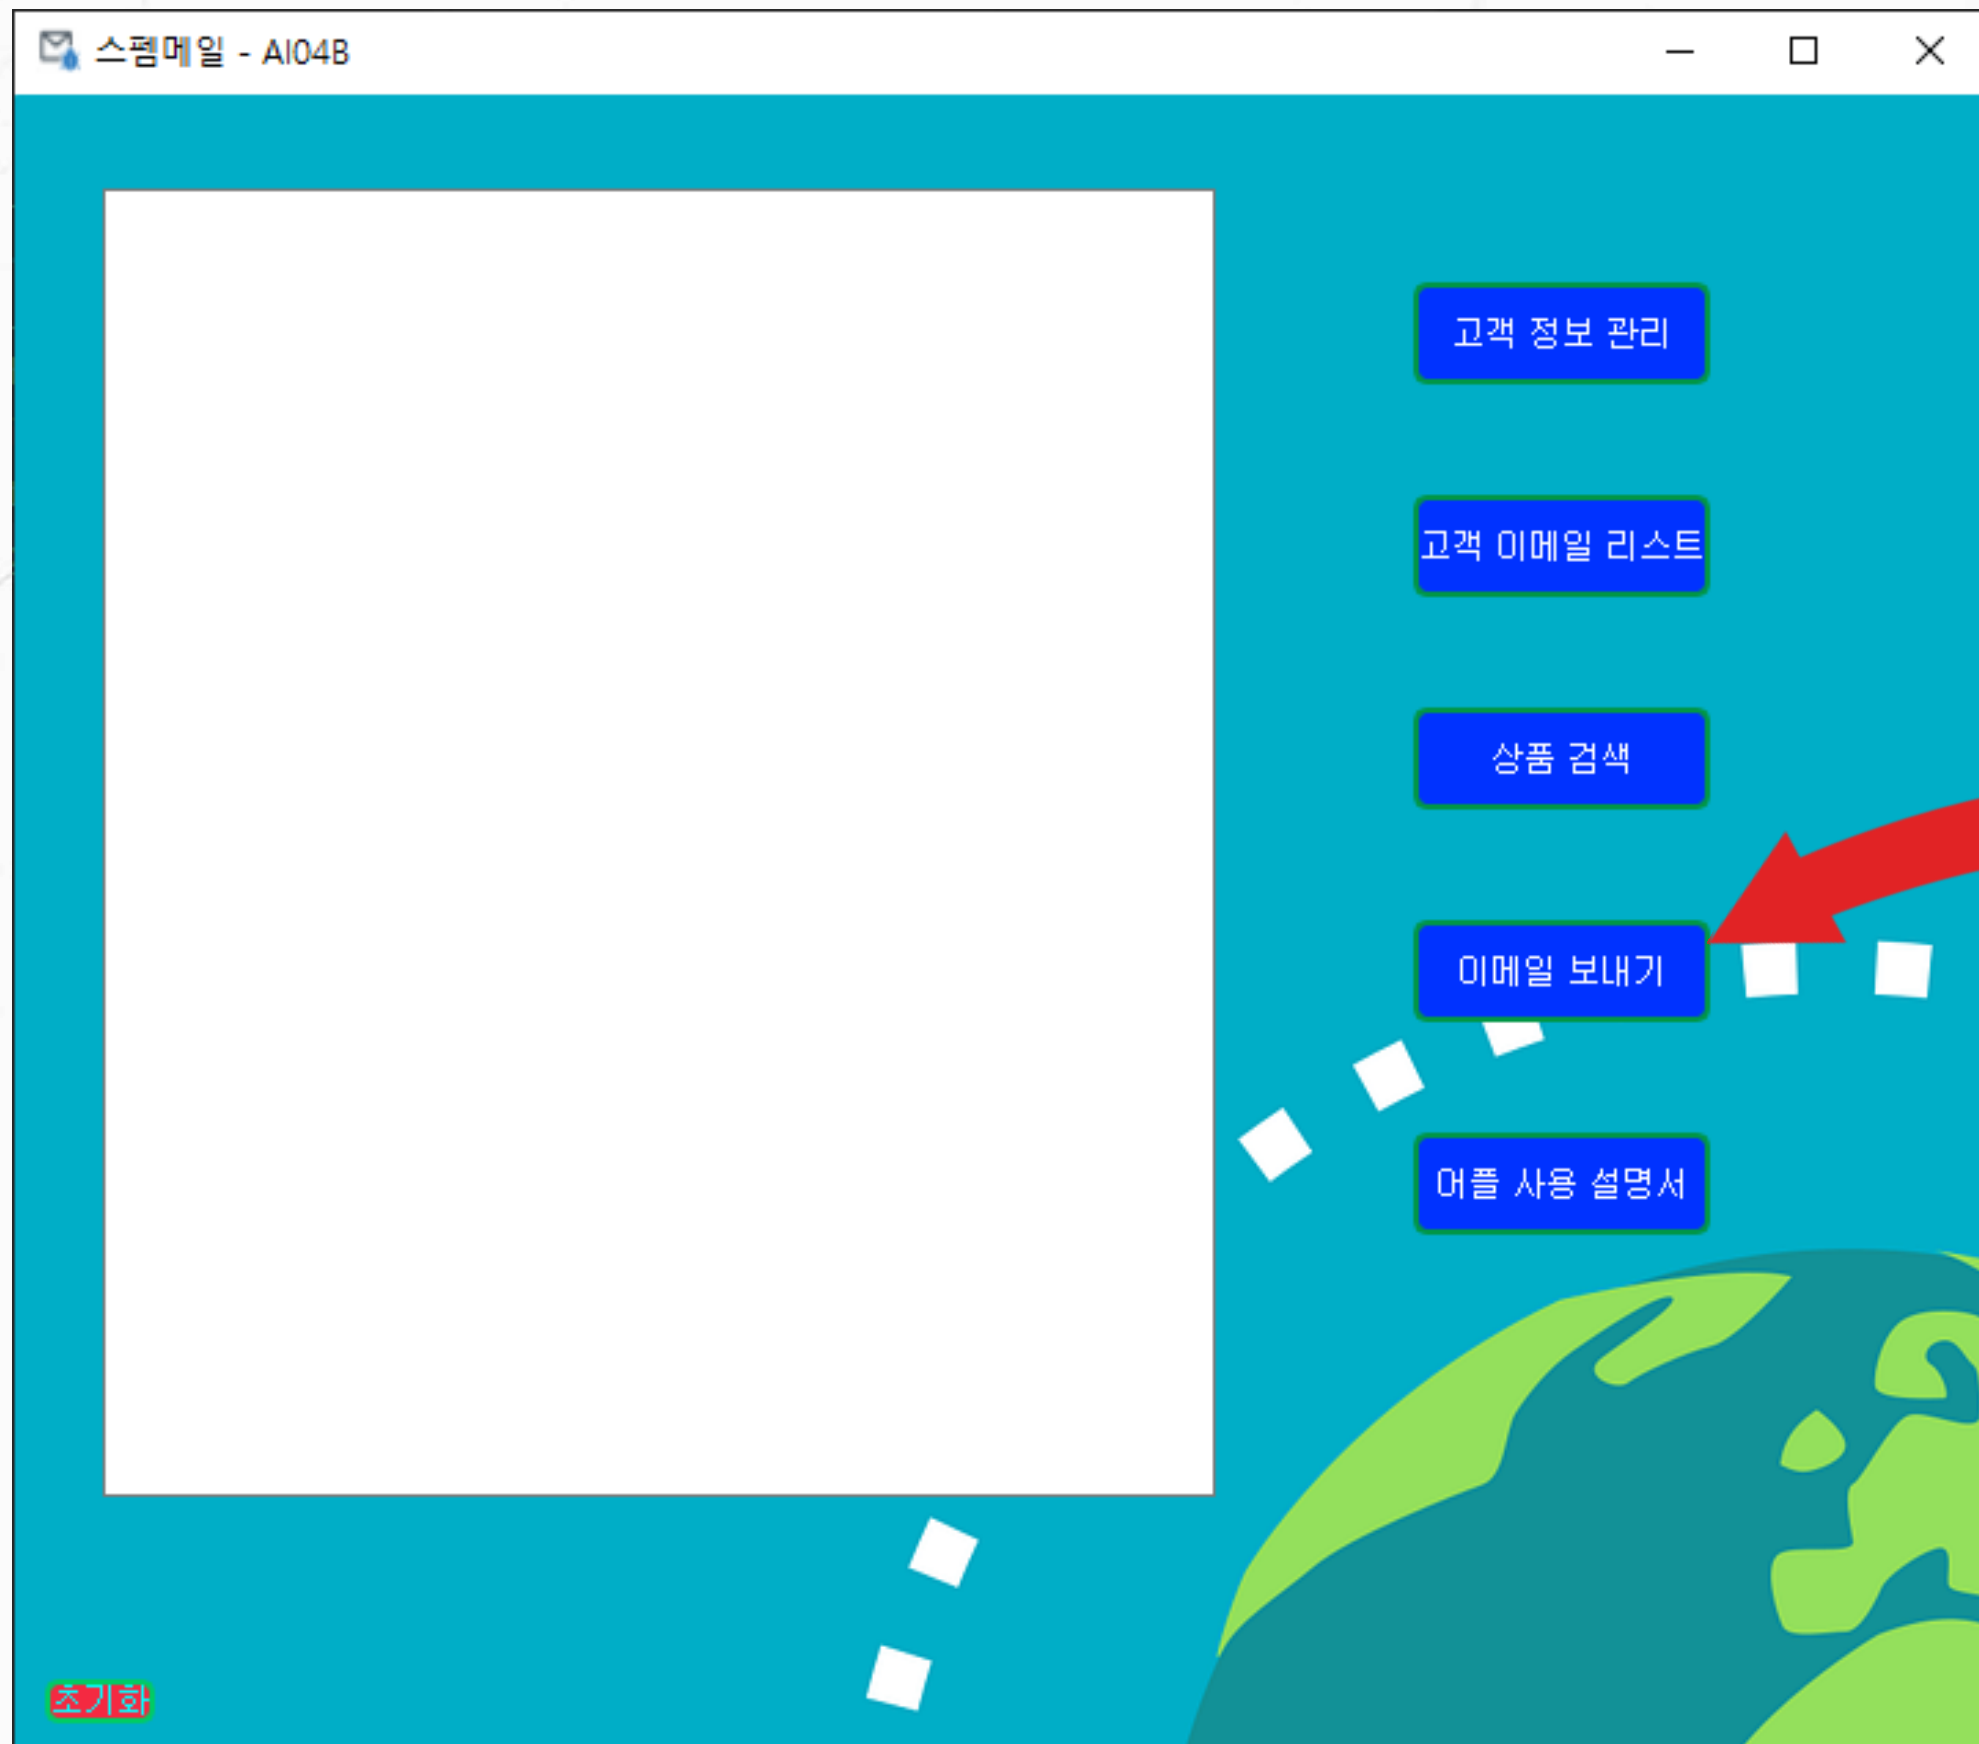 스펨메일 - AI04B
고객 정보 관리
고객 이메일 리스트
상품 검색
이메일 보내기
어플 사용 설명서
초기화